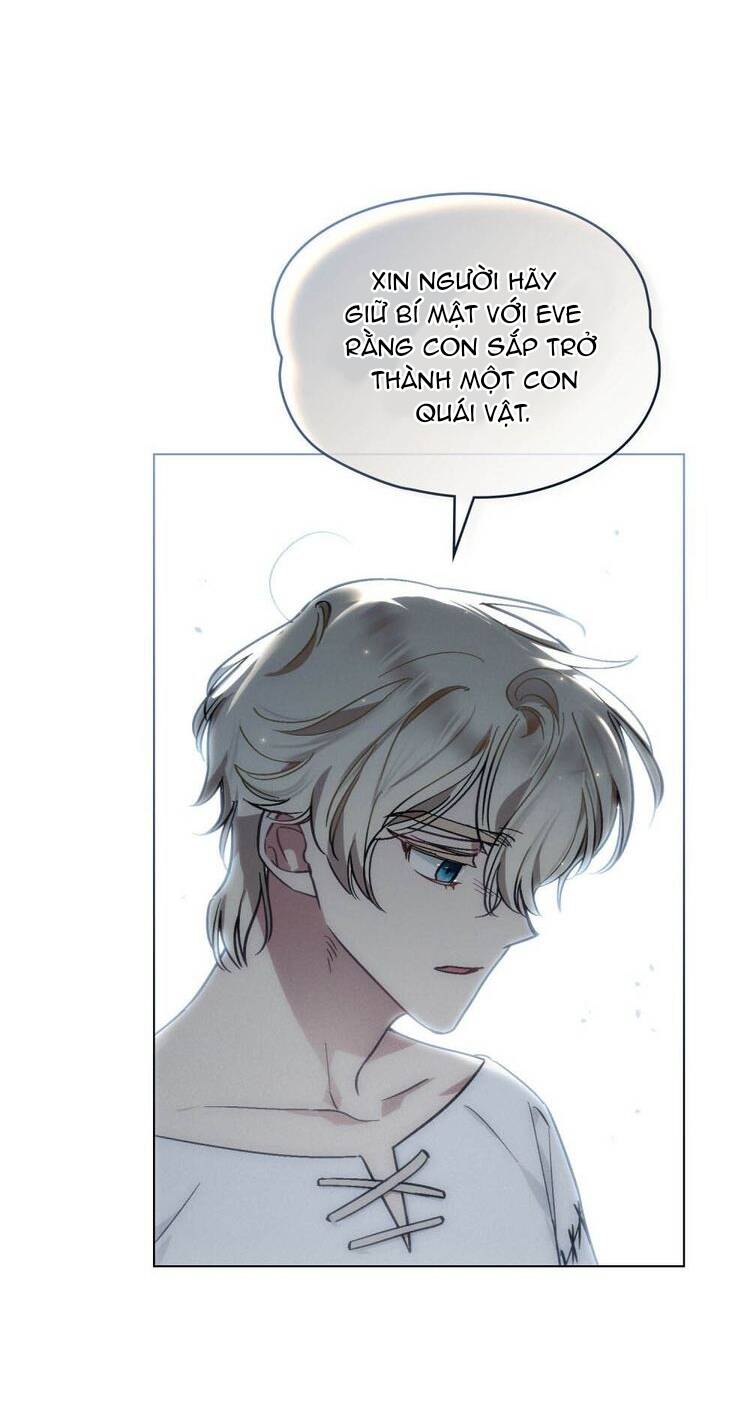 XIN NGƯỜI HÃY
GIỮ BÍ MẬT VỚI EVE
RẰNG CON SẮP TRỞ
THÀNH MỘT CON
QUÁI VẬT.